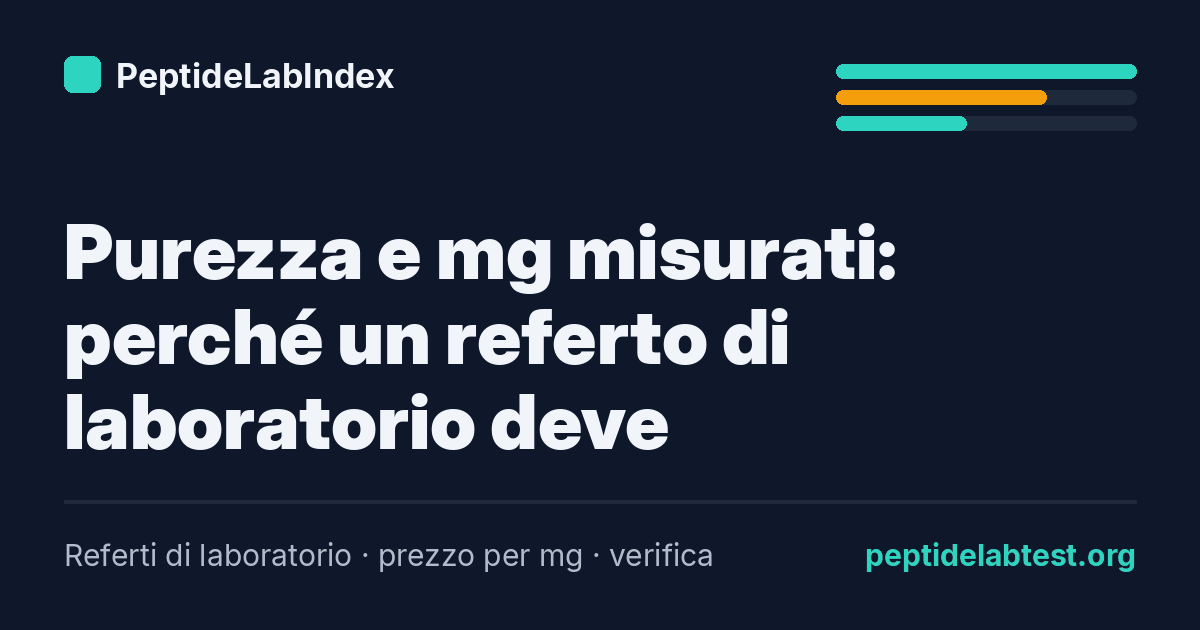 PeptideLabIndex
Purezza e mg misurati:
perché un referto di
laboratorio deve
Referti di laboratorio · prezzo per mg · verifica
peptidelabtest.org